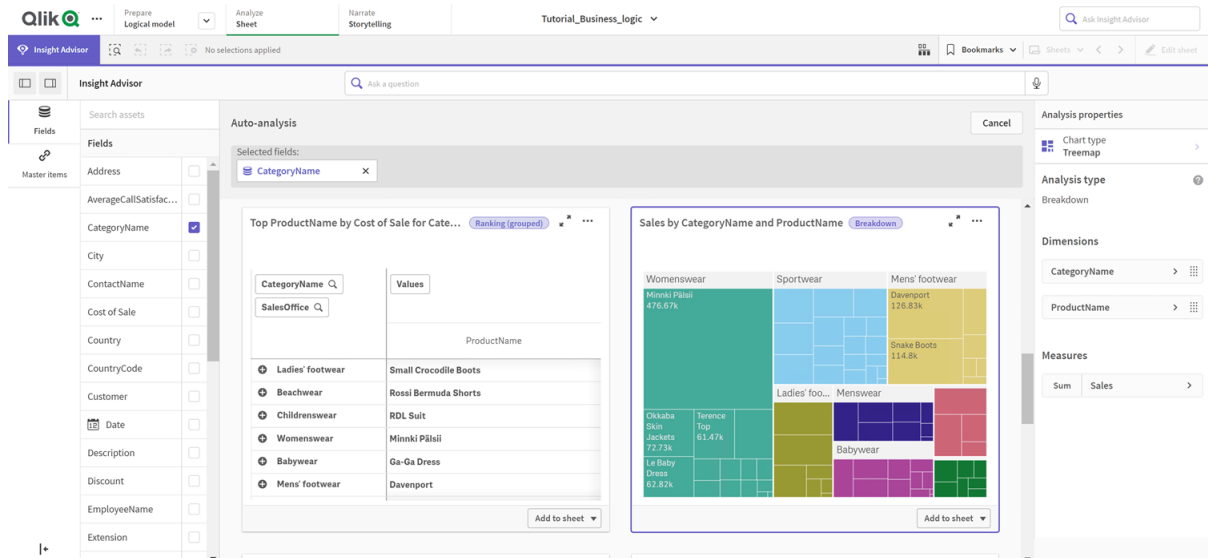 Qlik
Prepare
Logical model
Analyze
Sheet
Narrate
Storytelling
Tutorial_Business_logic
Ask Insight Advisor
Insight Advisor
No selections applied
Bookmarks
Sheets
Edit sheet
Insight Advisor
Ask a question
Fields
Master items
Search assets
Fields
Address
AverageCallSatisfac...
CategoryName
City
ContactName
Cost of Sale
Country
CountryCode
Customer
Date
Description
Discount
EmployeeName
Extension
Auto-analysis
Cancel
Selected fields:
CategoryName
Top ProductName by Cost of Sale for Cate...
Ranking (grouped)
CategoryName
Values
SalesOffice
ProductName
Ladies' footwear Small Crocodile Boots
Beachwear Rossi Bermuda Shorts
Childrenswear RDL Suit
Womenswear Minnki Pälsii
Babywear Ga-Ga Dress
Mens' footwear Davenport
Add to sheet
Sales by CategoryName and ProductName
Breakdown
Womenswear
Sportwear
Mens' footwear
Minnki Pälsii
476.67k
Davenport
126.83k
Snake Boots
114.8k
Ladies' foo...
Menswear
Okkaba
Skin
Jackets
72.73k
Terence
Top
61.47k
Babywear
Le Baby
Dress
62.82k
Add to sheet
Analysis properties
Chart type
Treemap
Analysis type
Breakdown
Dimensions
CategoryName
ProductName
Measures
Sum Sales